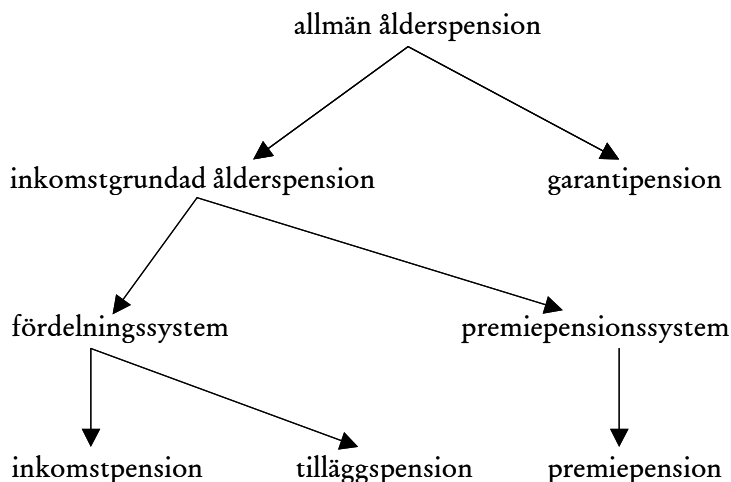 allmän ålderspension
inkomstgrundad ålderspension
garantipension
fördelningssystem
premiepensionssystem
inkomstpension
tilläggspension
premiepension